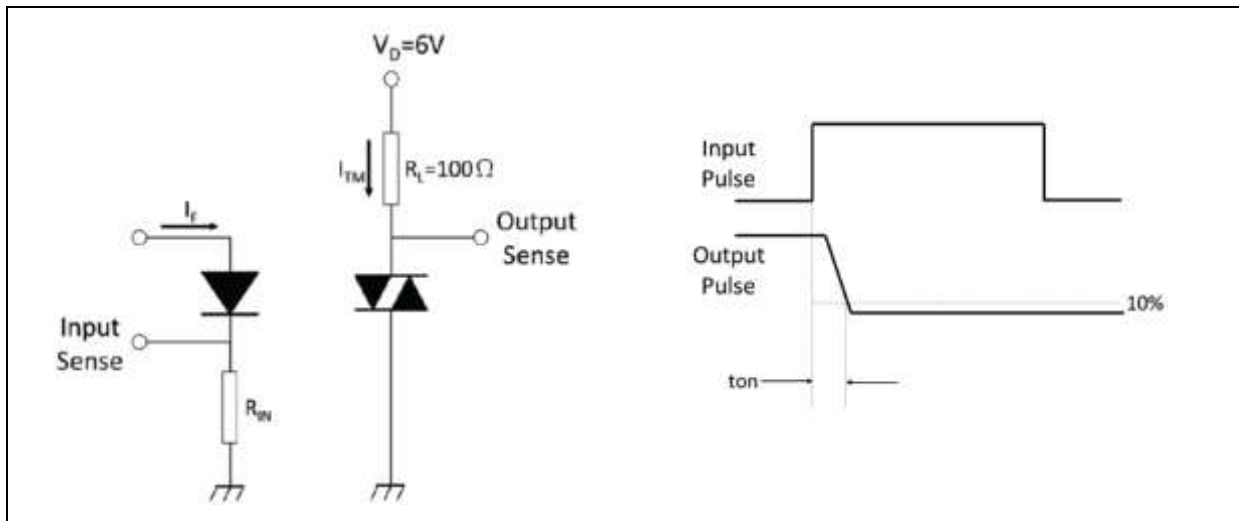 V_D=6V
I_TM
R_L=100Ω
I_F
Output
Sense
Input
Sense
R_IN
Input
Pulse
Output
Pulse
10%
ton